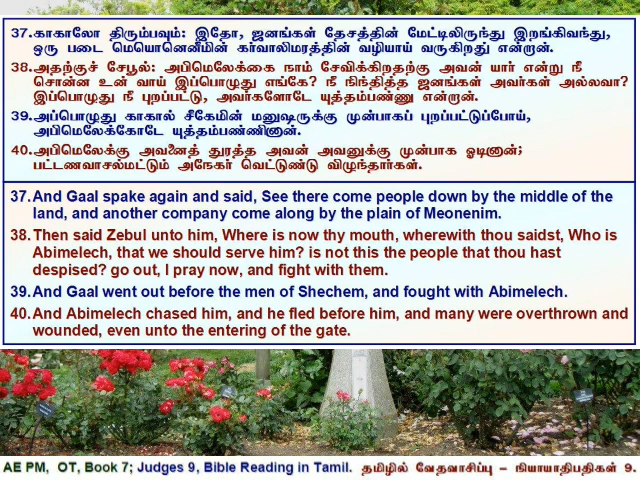 37.காகாலோ திரும்பவும்: இதோ, ஜனங்கள் தேசத்தின் மேட்டிலிருந்து இறங்கிவந்து,
ஒரு படை மெயொனெனீமின் கர்வாலிமரத்தின் வழியாய் வருகிறது என்றான்.
38.அதற்குச் சேபூல்: அபிமெலேக்கை நாம் சேவிக்கிறதற்கு அவன் யார் என்று நீ
சொன்ன உன் வாய் இப்பொழுது எங்கே? நீ நிந்தித்த ஜனங்கள் அவர்கள் அல்லவா?
இப்பொழுது நீ புறப்பட்டு, அவர்களோடே யுத்தம்பண்ணு என்றான்.
39.அப்பொழுது காகால் சீகேமின் மனுஷருக்கு முன்பாகப் புறப்பட்டுப்போய்,
அபிமெலேக்கோடே யுத்தம்பண்ணினான்.
40.அபிமெலேக்கு அவனைத் துரத்த அவன் அவனுக்கு முன்பாக ஓடினான்;
பட்டணவாசல்மட்டும் அநேகர் வெட்டுண்டு விழுந்தார்கள்.
37.And Gaal spake again and said, See there come people down by the middle of the
land, and another company come along by the plain of Meonenim.
38.Then said Zebul unto him, Where is now thy mouth, wherewith thou saidst, Who is
Abimelech, that we should serve him? is not this the people that thou hast
despised? go out, I pray now, and fight with them.
39.And Gaal went out before the men of Shechem, and fought with Abimelech.
40.And Abimelech chased him, and he fled before him, and many were overthrown and
wounded, even unto the entering of the gate.
AE PM, OT, Book 7; Judges 9, Bible Reading in Tamil. தமிழில் வேதவாசிப்பு – நியாயாதிபதிகள் 9.